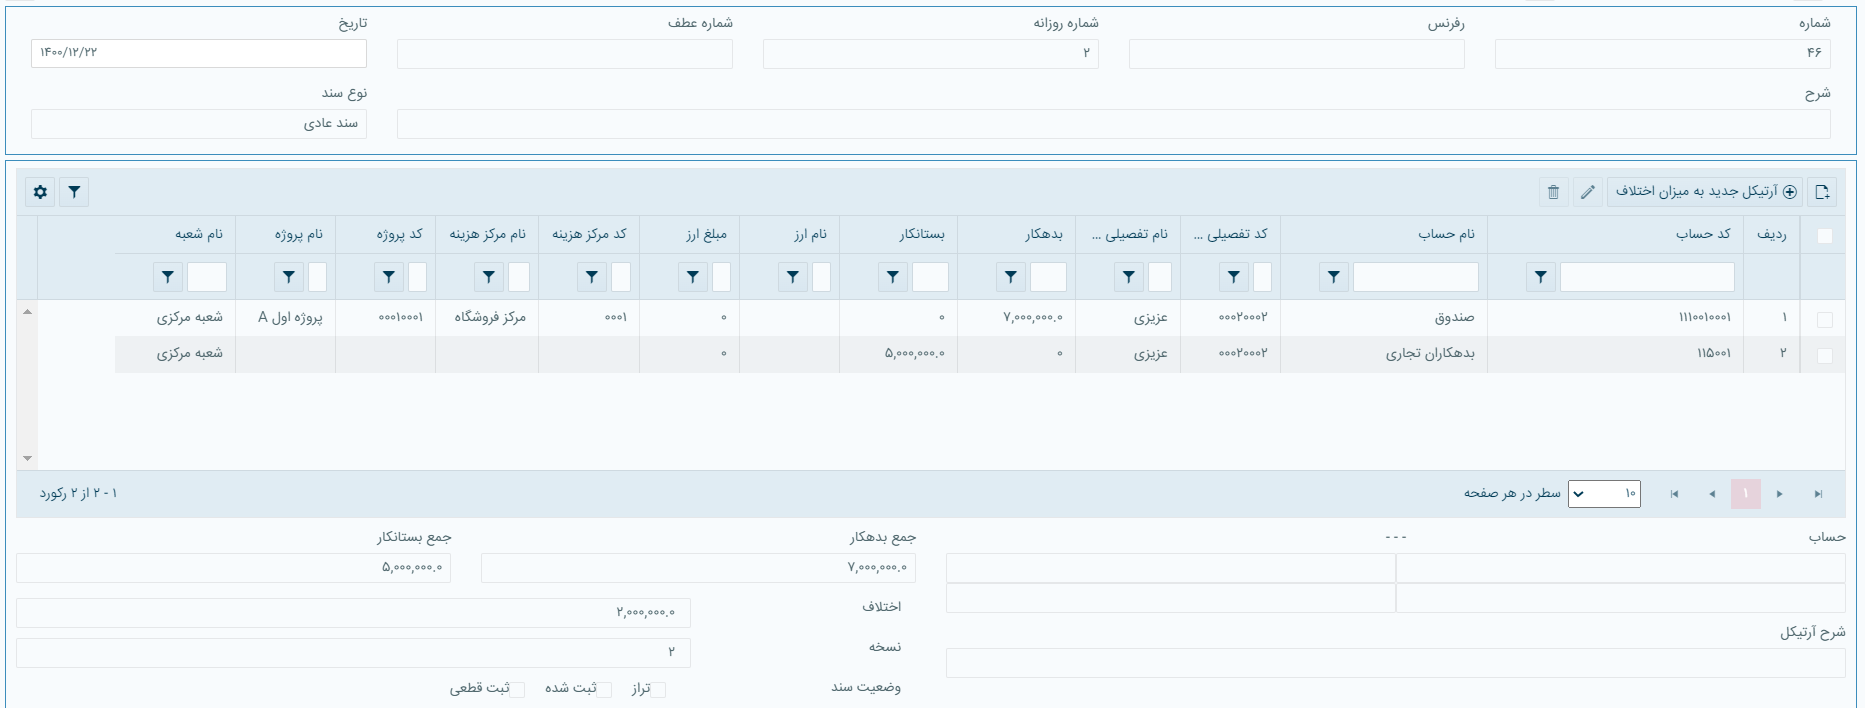 شماره رفرنس شماره روزانه شماره عطف تاریخ
۴۶ ۲ ۱۴۰۰/۱۲/۲۲
شرح نوع سند
سند عادی
آرتیکل جدید به میزان اختلاف
ردیف کد حساب نام حساب کد تفصیلی ... نام تفصیلی ... بدهکار بستانکار نام ارز مبلغ ارز کد مرکز هزینه نام مرکز هزینه کد پروژه نام پروژه نام شعبه
۱ ۱۱۱۰۰۱۰۰۰۱ صندوق ۰۰۰۲۰۰۰۲ عزیزی ۷,۰۰۰,۰۰۰.۰ ۰ ۰ ۰۰۰۱ مرکز فروشگاه ۰۰۰۱۰۰۰۱ پروژه اول A شعبه مرکزی
۲ ۱۱۵۰۰۱ بدهکاران تجاری ۰۰۰۲۰۰۰۲ عزیزی ۰ ۵,۰۰۰,۰۰۰.۰ ۰ شعبه مرکزی
۱ ۱۰ سطر در هر صفحه ۱ - ۲ از ۲ رکورد
حساب - - - جمع بدهکار جمع بستانکار
۷,۰۰۰,۰۰۰.۰ ۵,۰۰۰,۰۰۰.۰
اختلاف ۲,۰۰۰,۰۰۰.۰
شرح آرتیکل
نسخه ۲
وضعیت سند تراز ثبت شده ثبت قطعی